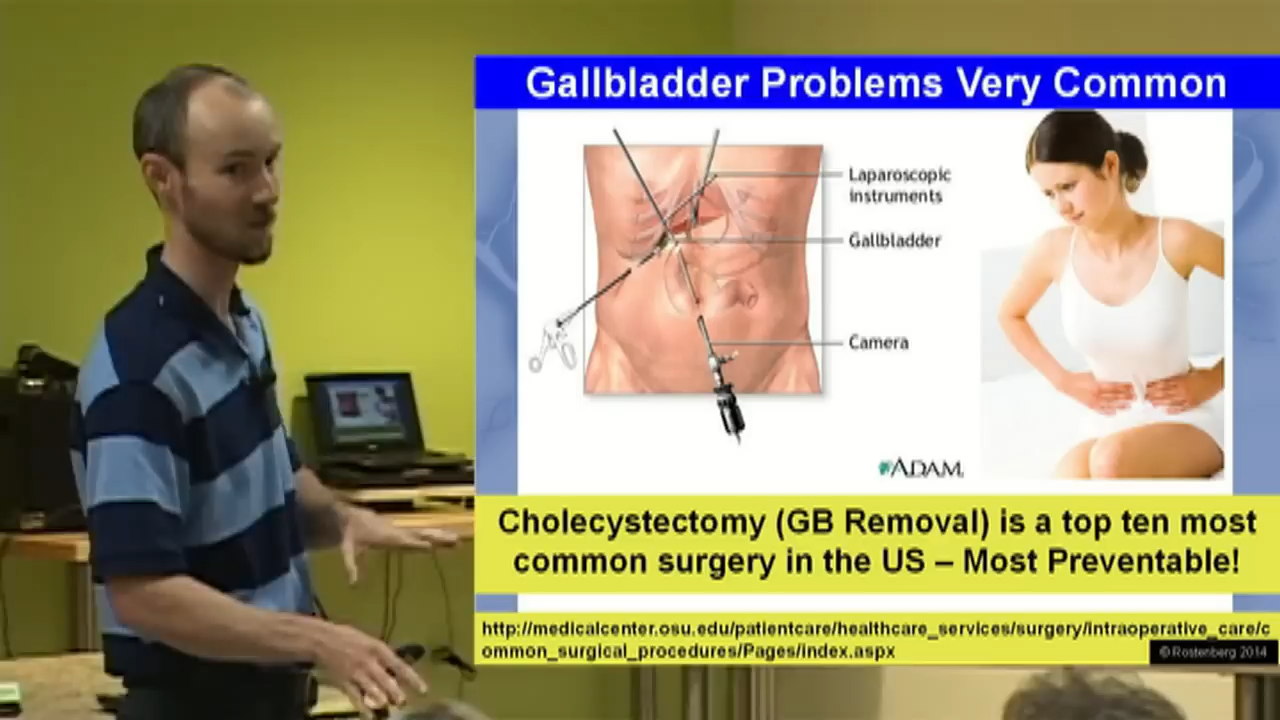 Gallbladder Problems Very Common
Laparoscopic
instruments
Gallbladder
Camera
ADAM.
Cholecystectomy (GB Removal) is a top ten most
common surgery in the US – Most Preventable!
http://medicalcenter.osu.edu/patientcare/healthcare_services/surgery/intraoperative_care/c
ommon_surgical_procedures/Pages/index.aspx
© Rostenberg 2014